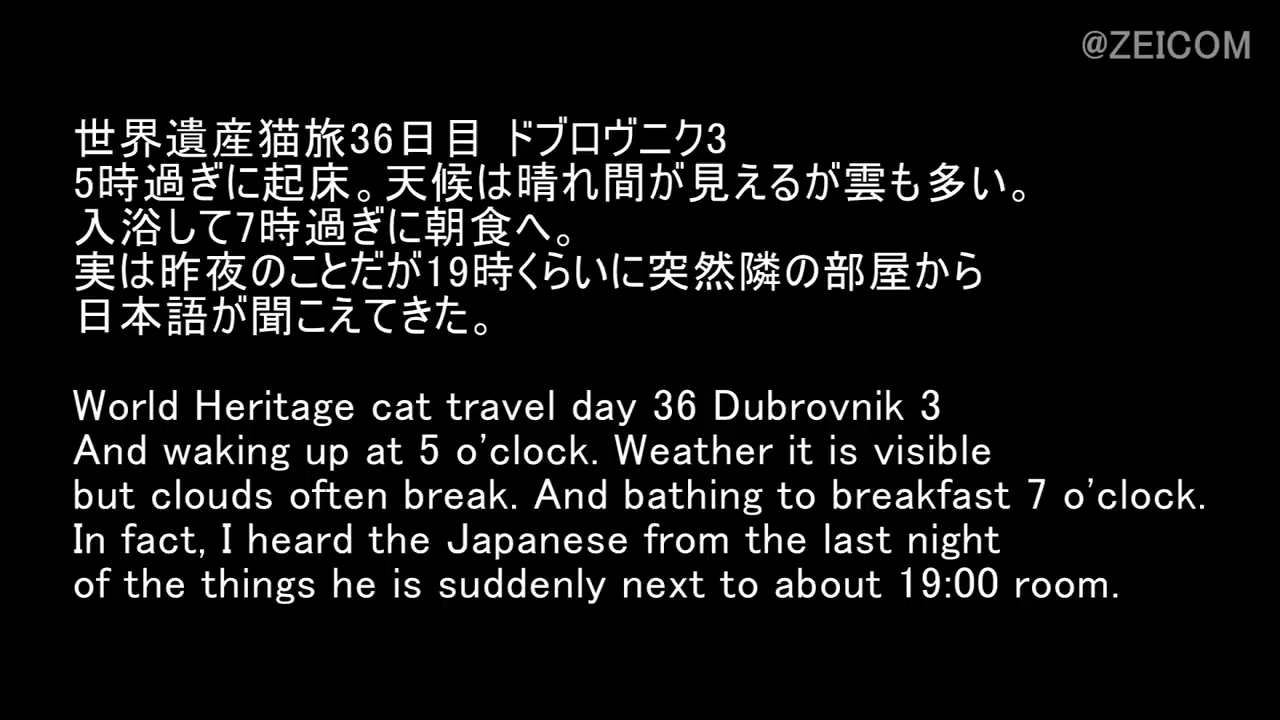 @ZEICOM
世界遺産猫旅36日目 ドブロヴニク3
5時過ぎに起床。天候は晴れ間が見えるが雲も多い。
入浴して7時過ぎに朝食へ。
実は昨夜のことだが19時くらいに突然隣の部屋から
日本語が聞こえてきた。
World Heritage cat travel day 36 Dubrovnik 3
And waking up at 5 o’clock. Weather it is visible
but clouds often break. And bathing to breakfast 7 o’clock.
In fact, I heard the Japanese from the last night
of the things he is suddenly next to about 19:00 room.